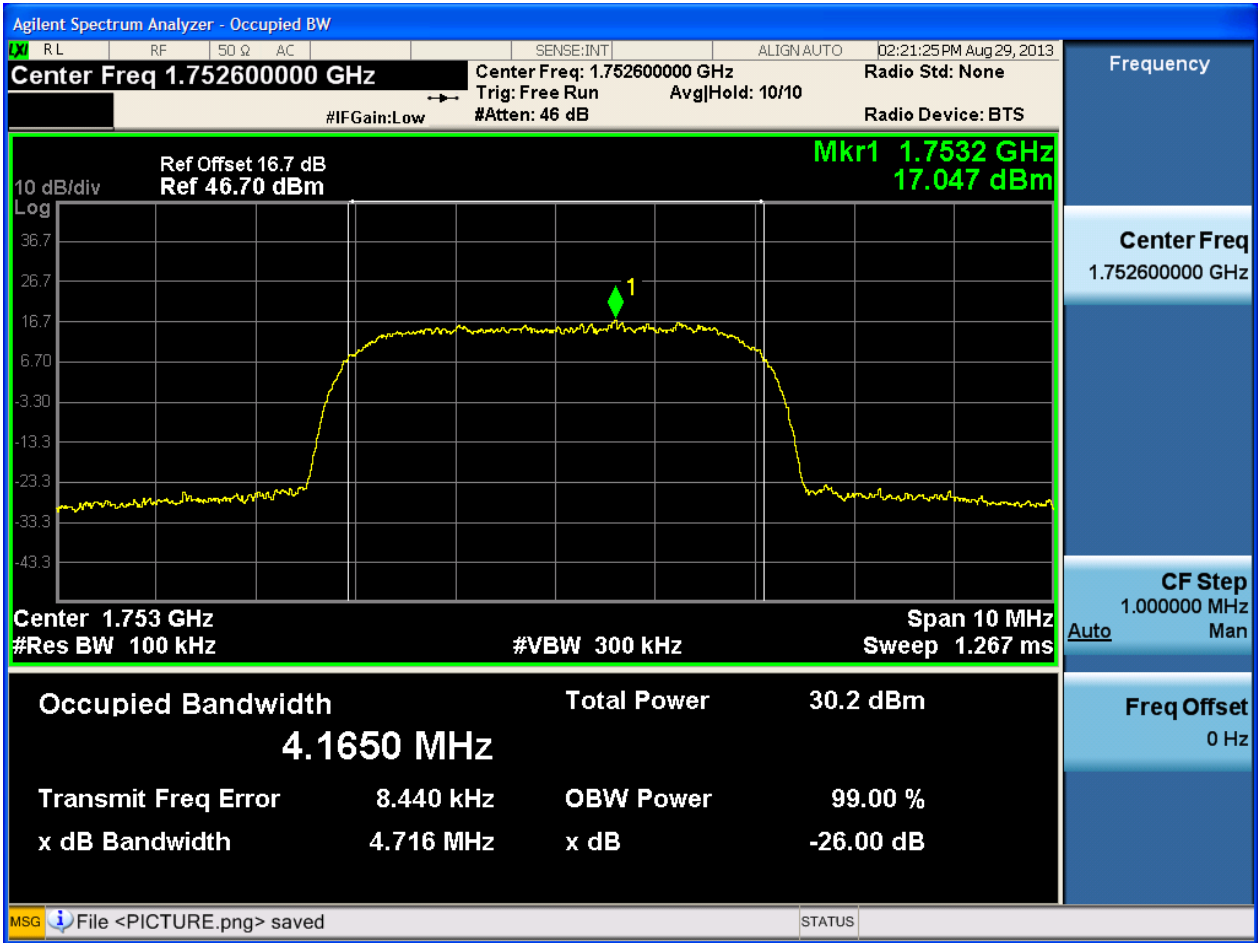 Agilent Spectrum Analyzer - Occupied BW
LXI RL RF 50 Ω AC SENSE:INT ALIGN AUTO 02:21:25 PM Aug 29, 2013
Center Freq 1.752600000 GHz
Center Freq: 1.752600000 GHz
Radio Std: None
Trig: Free Run Avg|Hold: 10/10
#IFGain:Low
#Atten: 46 dB
Radio Device: BTS
Ref Offset 16.7 dB
10 dB/div Ref 46.70 dBm
Mkr1 1.7532 GHz
17.047 dBm
Log
36.7
26.7
16.7
6.70
-3.30
-13.3
-23.3
-33.3
-43.3
1
Center 1.753 GHz Span 10 MHz
#Res BW 100 kHz #VBW 300 kHz Sweep 1.267 ms
Occupied Bandwidth
4.1650 MHz
Total Power 30.2 dBm
Transmit Freq Error 8.440 kHz OBW Power 99.00 %
x dB Bandwidth 4.716 MHz x dB -26.00 dB
Frequency
Center Freq
1.752600000 GHz
CF Step
1.000000 MHz
Auto Man
Freq Offset
0 Hz
MSG File <PICTURE.png> saved STATUS